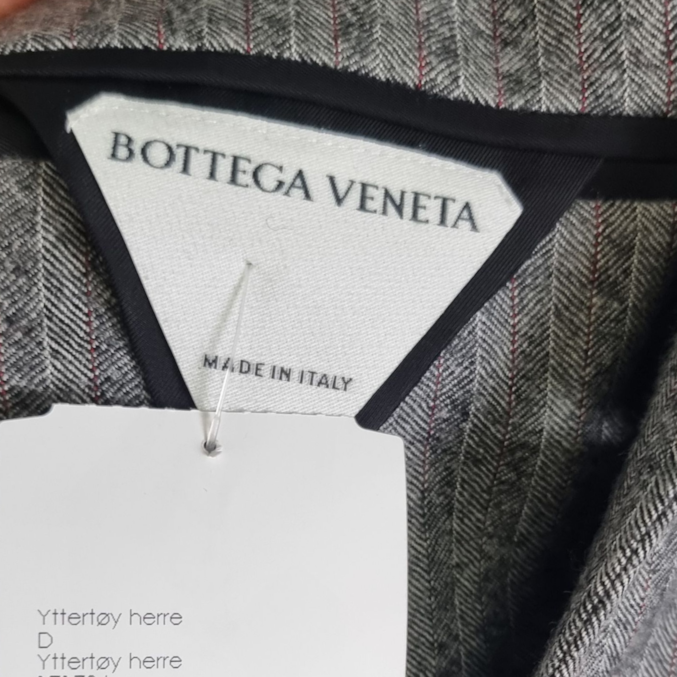 BOTTEGA VENETA
MADE IN ITALY
Yttertøy herre
D
Yttertøy herre